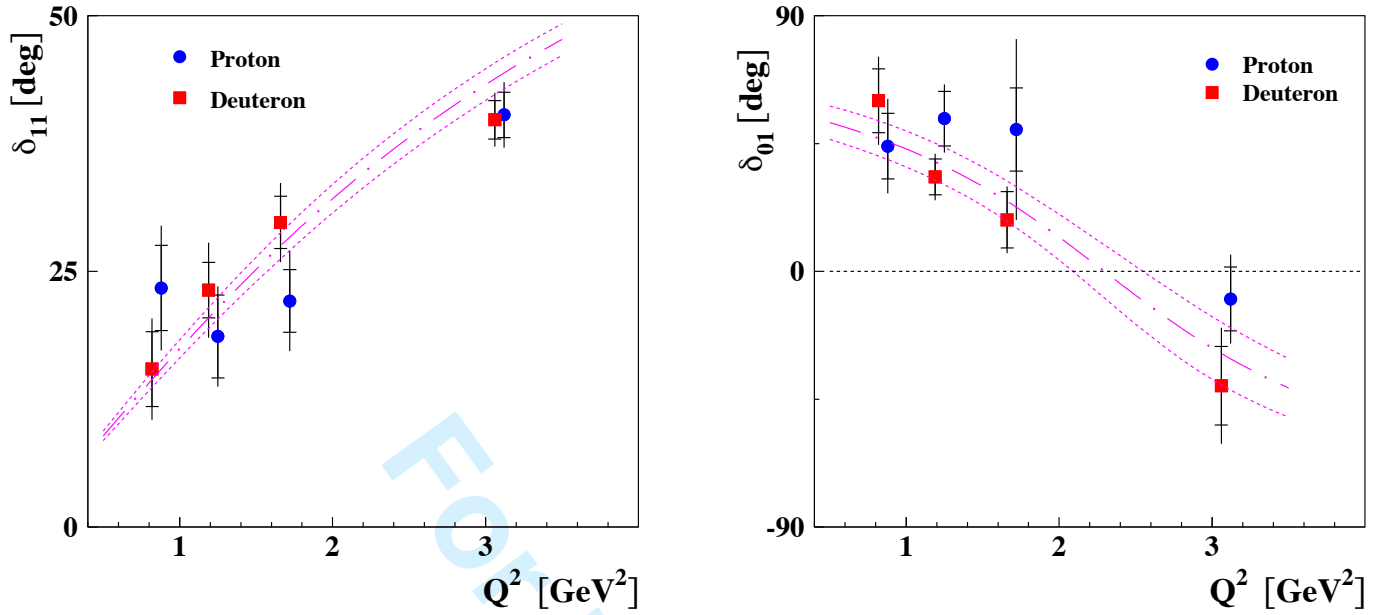 50
25
0
δ11 [deg]
Proton
Deuteron
1 2 3
Q2 [GeV2]
For
90
0
-90
δ01 [deg]
Proton
Deuteron
1 2 3
Q2 [GeV2]